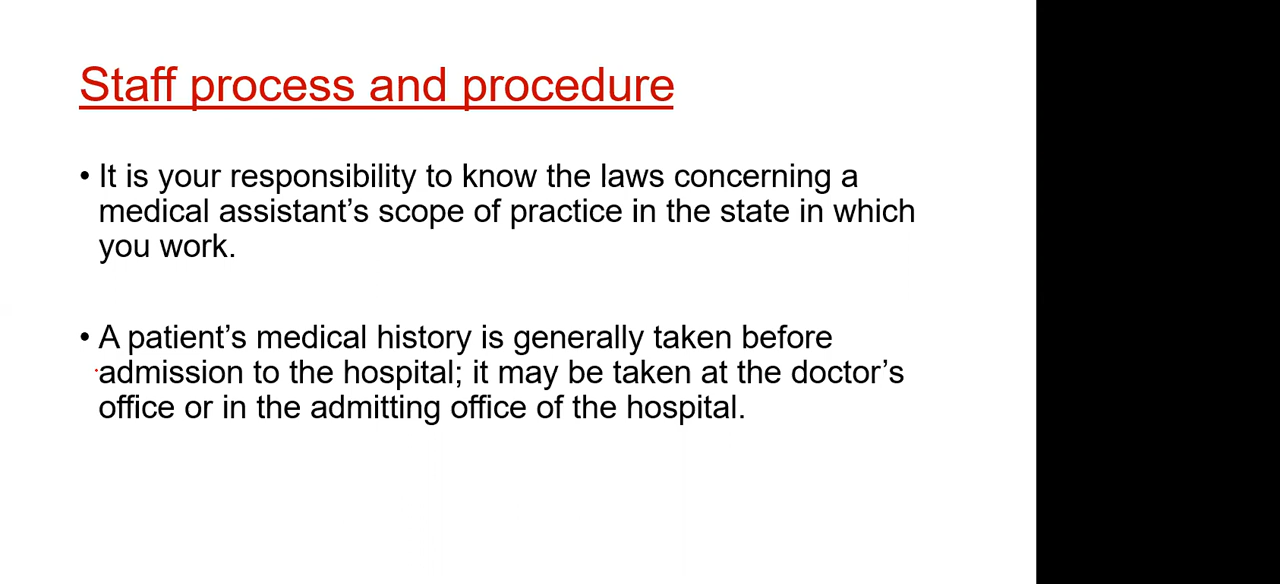 Staff process and procedure
• It is your responsibility to know the laws concerning a
medical assistant’s scope of practice in the state in which
you work.
• A patient’s medical history is generally taken before
admission to the hospital; it may be taken at the doctor’s
office or in the admitting office of the hospital.